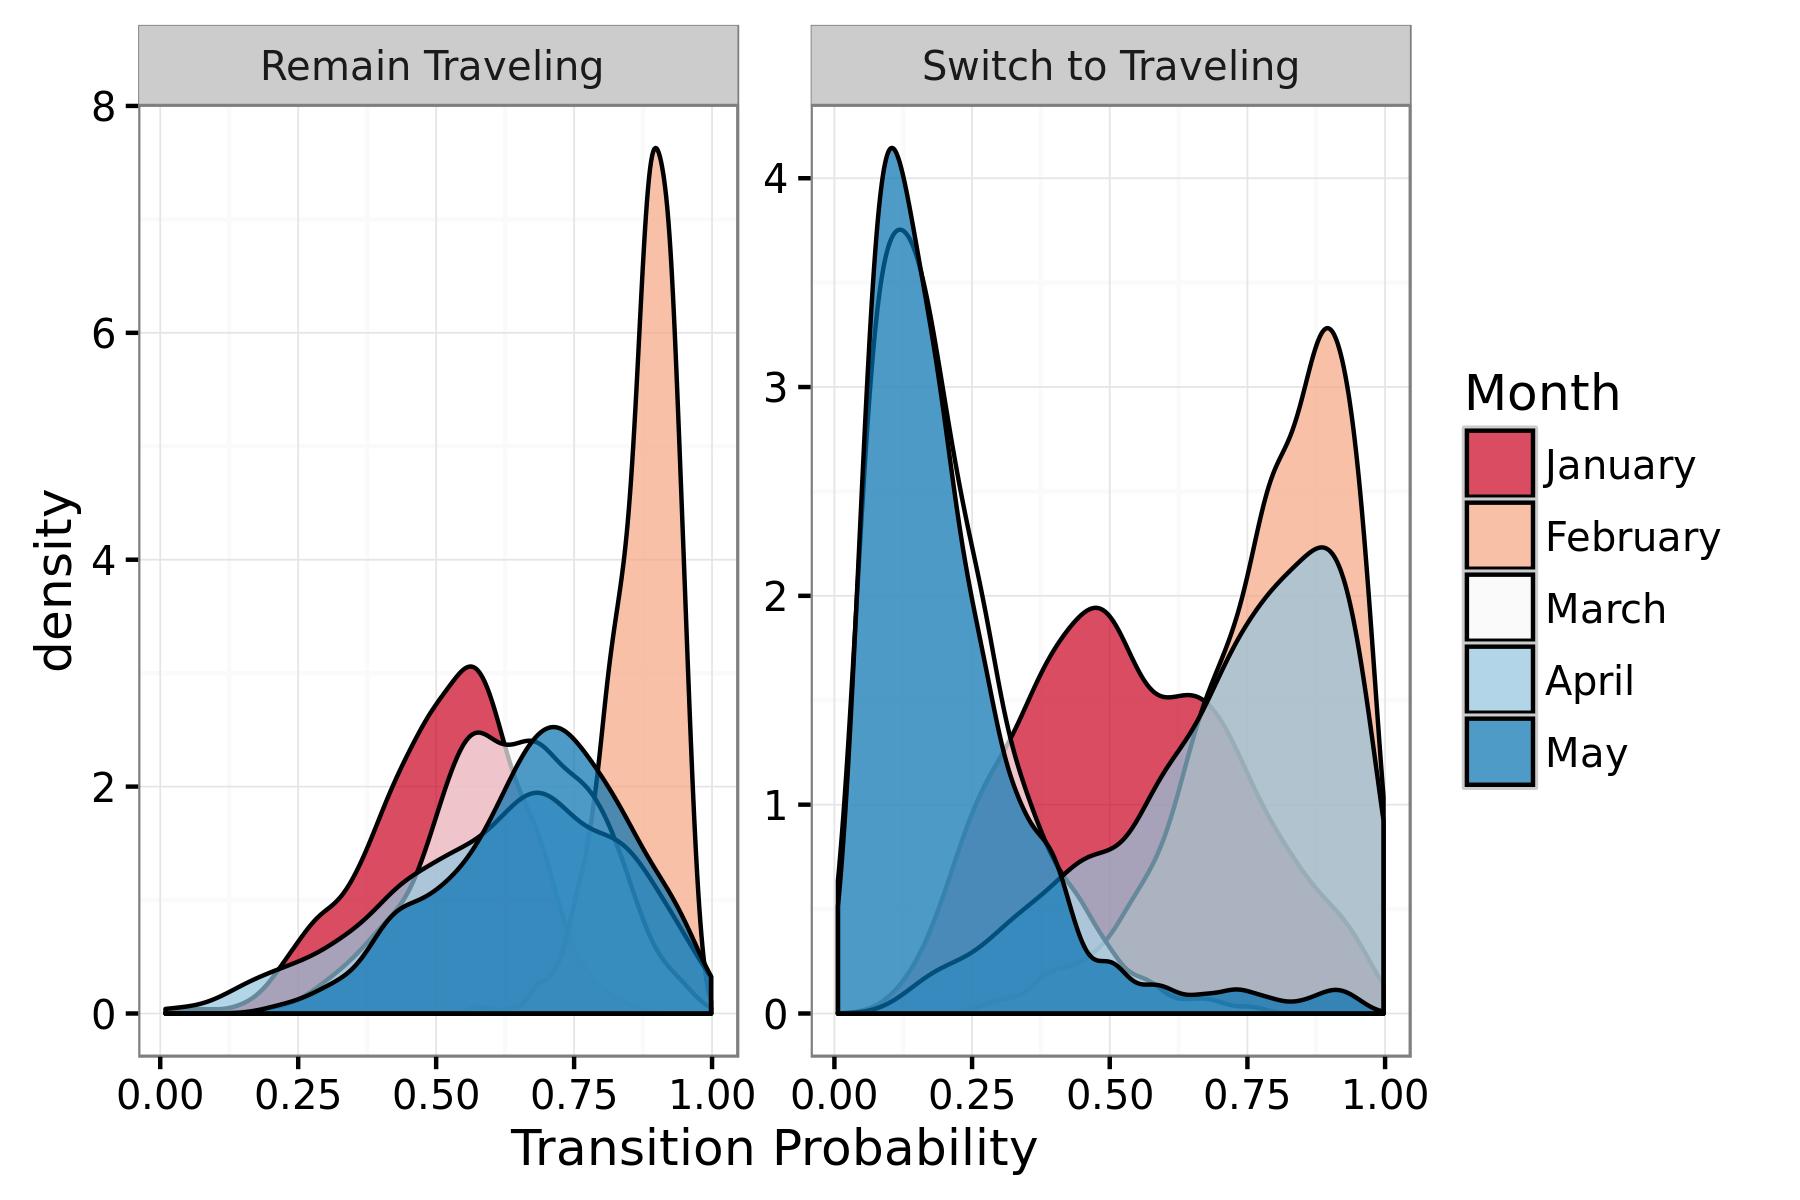 Remain Traveling
Switch to Traveling
8
6
4
2
0
density
4
3
2
1
0
0.00 0.25 0.50 0.75 1.00
0.00 0.25 0.50 0.75 1.00
Transition Probability
Month
January
February
March
April
May